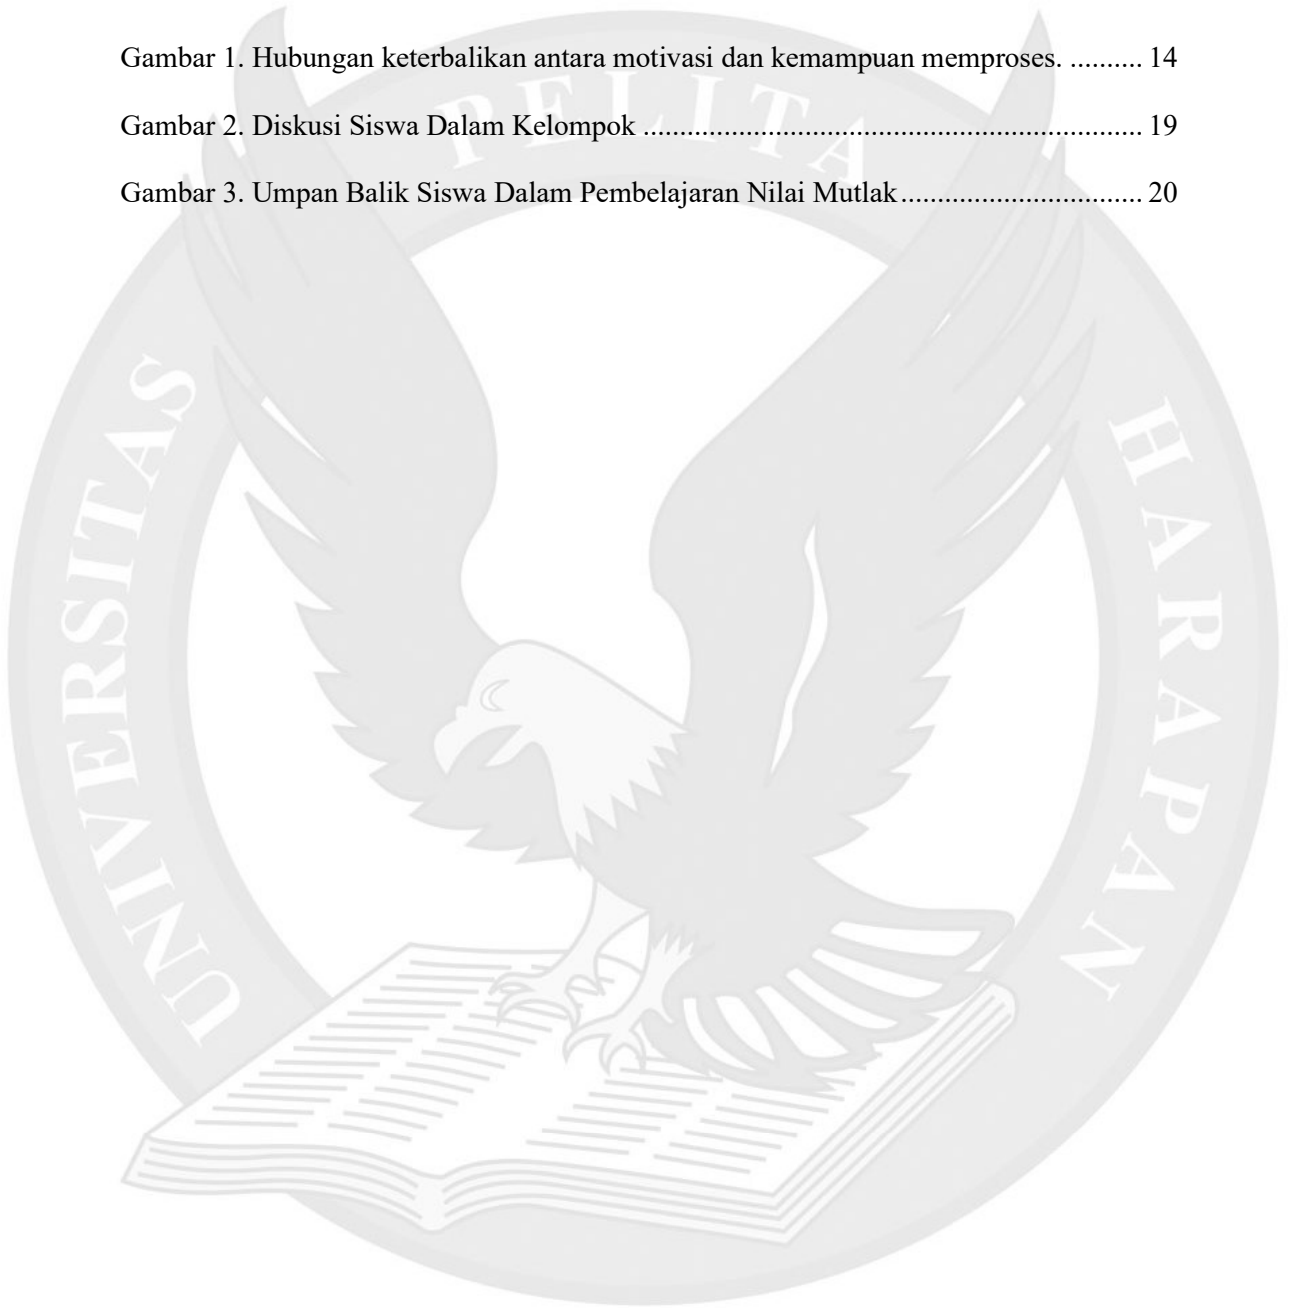 Gambar 1. Hubungan keterbalikan antara motivasi dan kemampuan memproses. .......... 14
Gambar 2. Diskusi Siswa Dalam Kelompok .................................................................... 19
Gambar 3. Umpan Balik Siswa Dalam Pembelajaran Nilai Mutlak ................................. 20
UNIVERSITAS PELITA HARAPAN